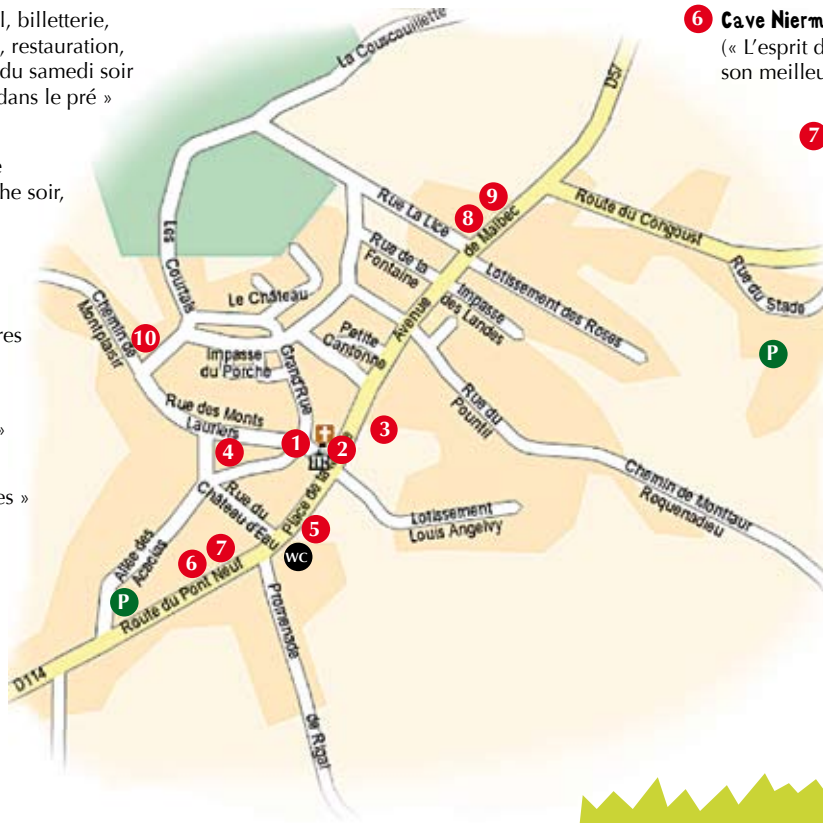 l, billetterie,
, restauration,
du samedi soir
dans le pré »
e
he soir,
res
»
es »
6 Cave Nierm
(« L'esprit d
son meilleu
7
La Couscouillette
D57
9
8
Rue La Lice
de Malbec
Route du Congoust
Rue de la
Fontaine
Les Courtals
Lotissement des Roses
Rue du Stade
Le Château
Impasse
des Landes
Avenue
Chemin de
Montplaisir
10
Petite
Cantonne
P
Impasse
du Porche
Grand'Rue
Rue des Monts
Lauriers
Rue du
Pountil
3
1
2
4
Chemin de Montlaur
Roquenadieu
Place de la
Rue du
Château d'Eau
Lotissement
Louis Angelvy
5
7
6
WC
Allée des
Acacias
P
Route du Pont Neuf
Promenade
de Rigat
D114